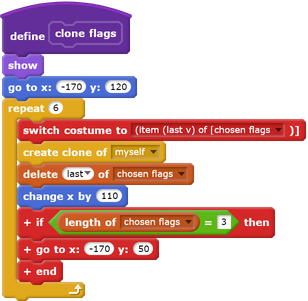 define clone flags
show
go to x: -170 y: 120
repeat 6
switch costume to (item (last v) of [chosen flags )]
create clone of myself
delete last of chosen flags
change x by 110
+ if length of chosen flags = 3 then
+ go to x: -170 y: 50
+ end